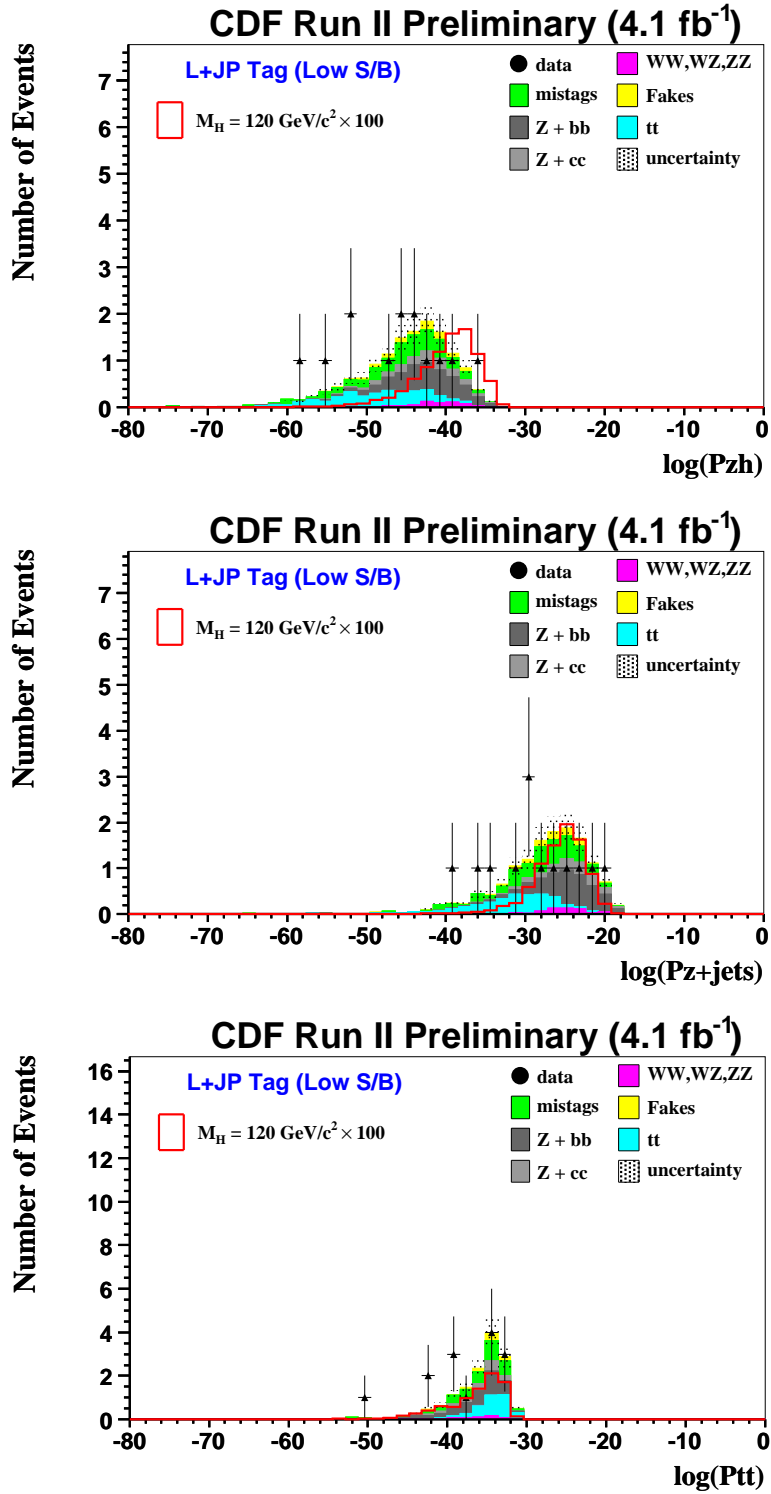 CDF Run II Preliminary (4.1 fb⁻¹)
Number of Events
L+JP Tag (Low S/B)
M_H = 120 GeV/c² × 100
data
mistags
Z + bb
Z + cc
WW,WZ,ZZ
Fakes
tt
uncertainty
7
6
5
4
3
2
1
0
-80 -70 -60 -50 -40 -30 -20 -10 0
log(Pzh)
CDF Run II Preliminary (4.1 fb⁻¹)
Number of Events
L+JP Tag (Low S/B)
M_H = 120 GeV/c² × 100
data
mistags
Z + bb
Z + cc
WW,WZ,ZZ
Fakes
tt
uncertainty
7
6
5
4
3
2
1
0
-80 -70 -60 -50 -40 -30 -20 -10 0
log(Pz+jets)
CDF Run II Preliminary (4.1 fb⁻¹)
Number of Events
L+JP Tag (Low S/B)
M_H = 120 GeV/c² × 100
data
mistags
Z + bb
Z + cc
WW,WZ,ZZ
Fakes
tt
uncertainty
16
14
12
10
8
6
4
2
0
-80 -70 -60 -50 -40 -30 -20 -10 0
log(Ptt)